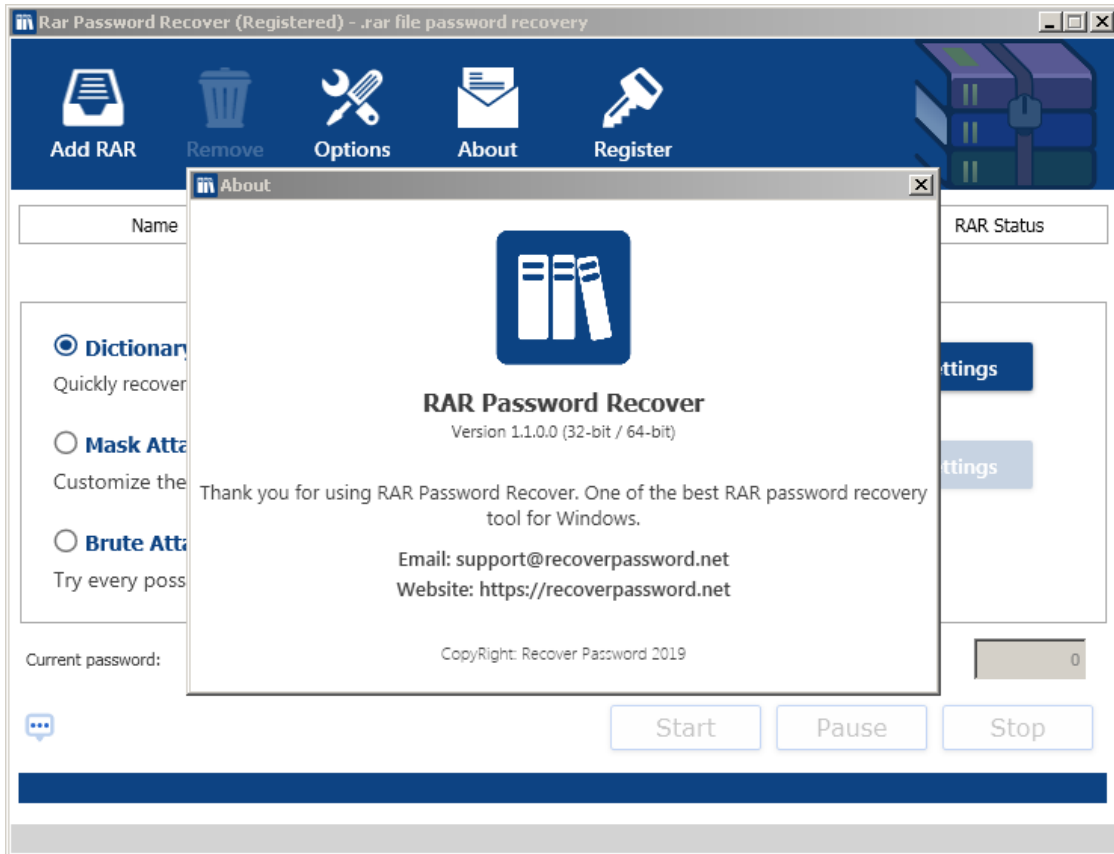 Rar Password Recover (Registered) - .rar file password recovery
Add RAR Remove Options About Register
About
Name RAR Status
Dictionary
Quickly recover
ttings
Mask Atta
Customize the
ttings
Brute Atta
Try every poss
RAR Password Recover
Version 1.1.0.0 (32-bit / 64-bit)
Thank you for using RAR Password Recover. One of the best RAR password recovery
tool for Windows.
Email: support@recoverpassword.net
Website: https://recoverpassword.net
CopyRight: Recover Password 2019
Current password: 0
Start Pause Stop